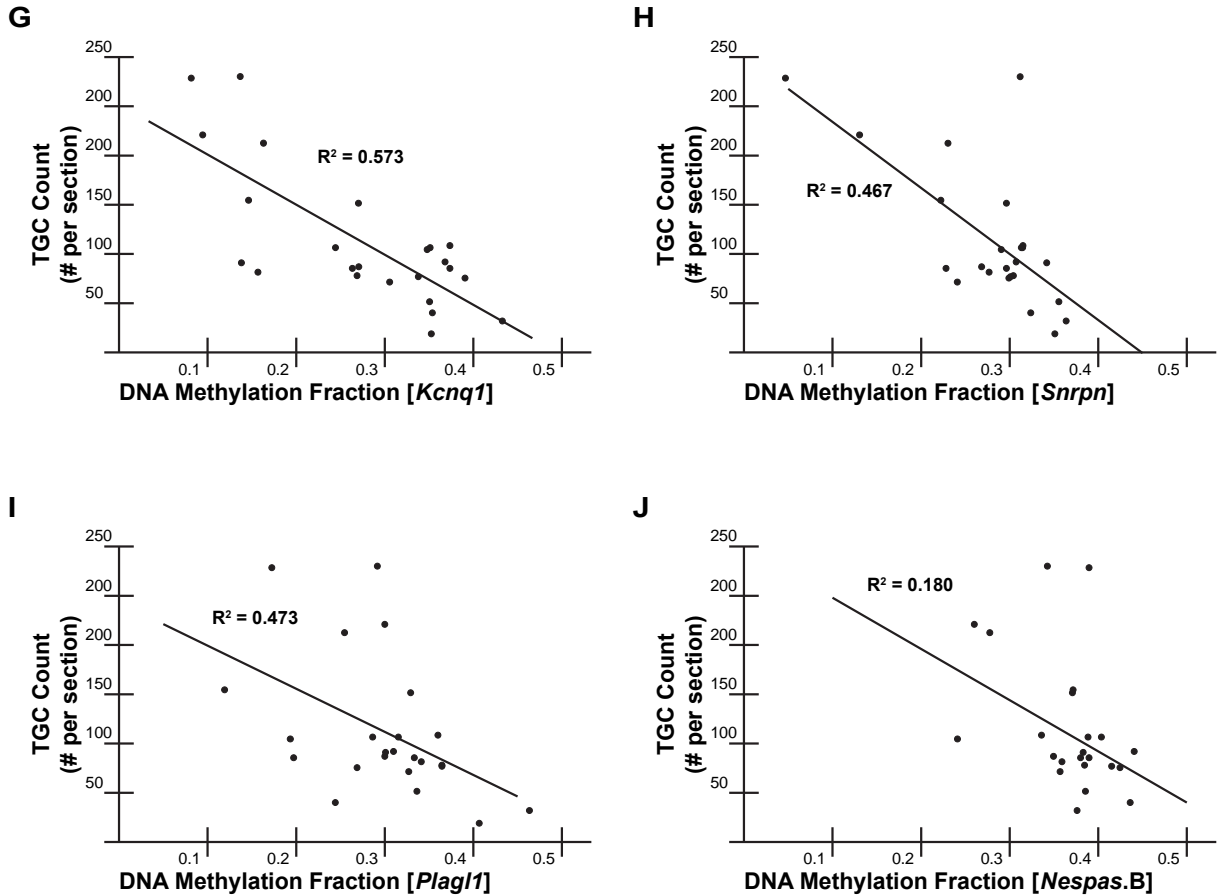 G
250
200
150
100
50
TGC Count
(# per section)
R² = 0.573
0.1 0.2 0.3 0.4 0.5
DNA Methylation Fraction [Kcnq1]
H
250
200
150
100
50
TGC Count
(# per section)
R² = 0.467
0.1 0.2 0.3 0.4 0.5
DNA Methylation Fraction [Snrpn]
I
250
200
150
100
50
TGC Count
(# per section)
R² = 0.473
0.1 0.2 0.3 0.4 0.5
DNA Methylation Fraction [Plagl1]
J
250
200
150
100
50
TGC Count
(# per section)
R² = 0.180
0.1 0.2 0.3 0.4 0.5
DNA Methylation Fraction [Nespas.B]